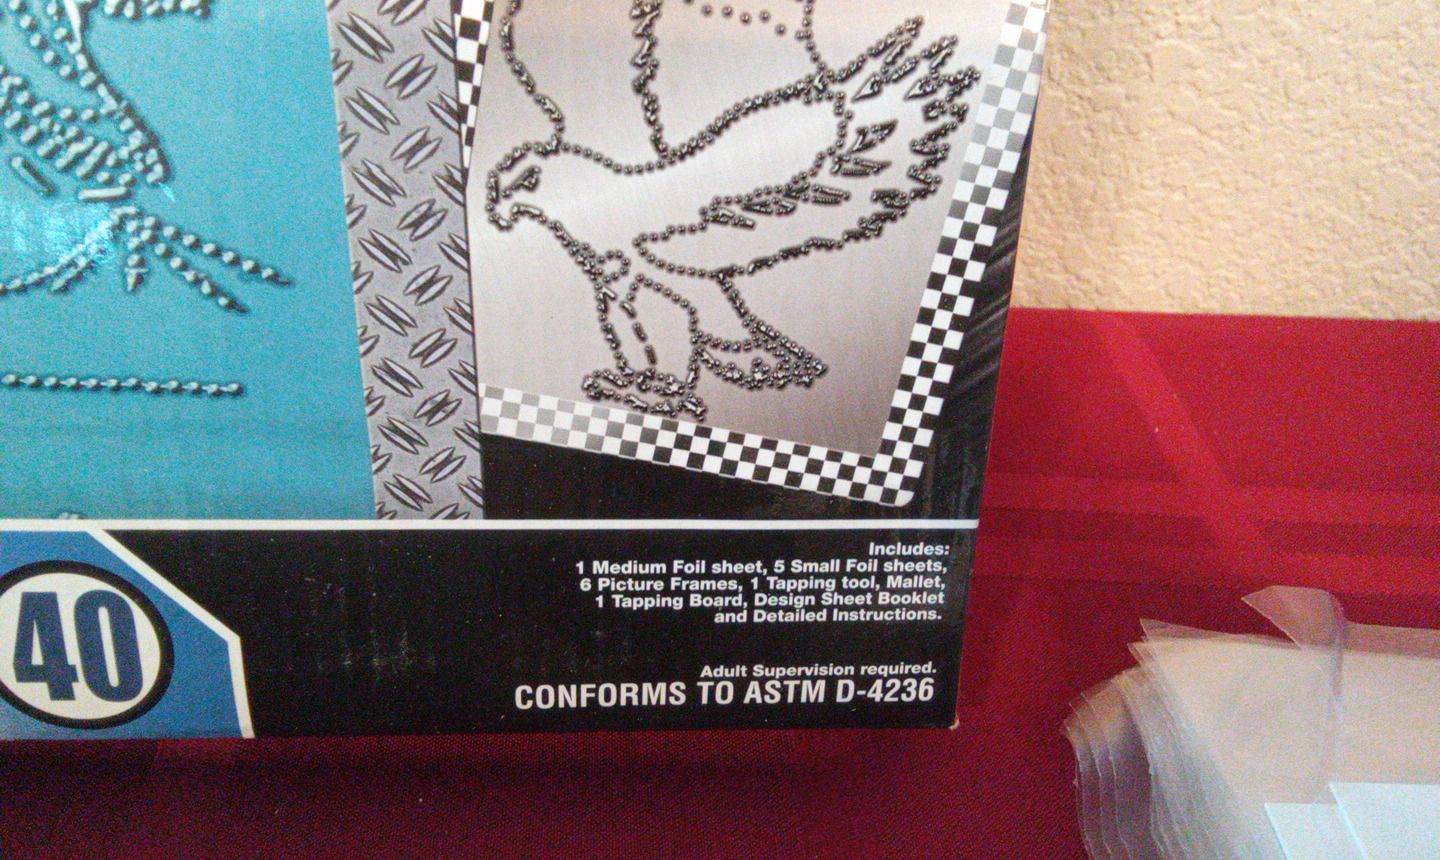 Includes:
1 Medium Foil sheet, 5 Small Foil sheets,
6 Picture Frames, 1 Tapping tool, Mallet,
1 Tapping Board, Design Sheet Booklet
and Detailed Instructions.
40
Adult Supervision required.
CONFORMS TO ASTM D-4236